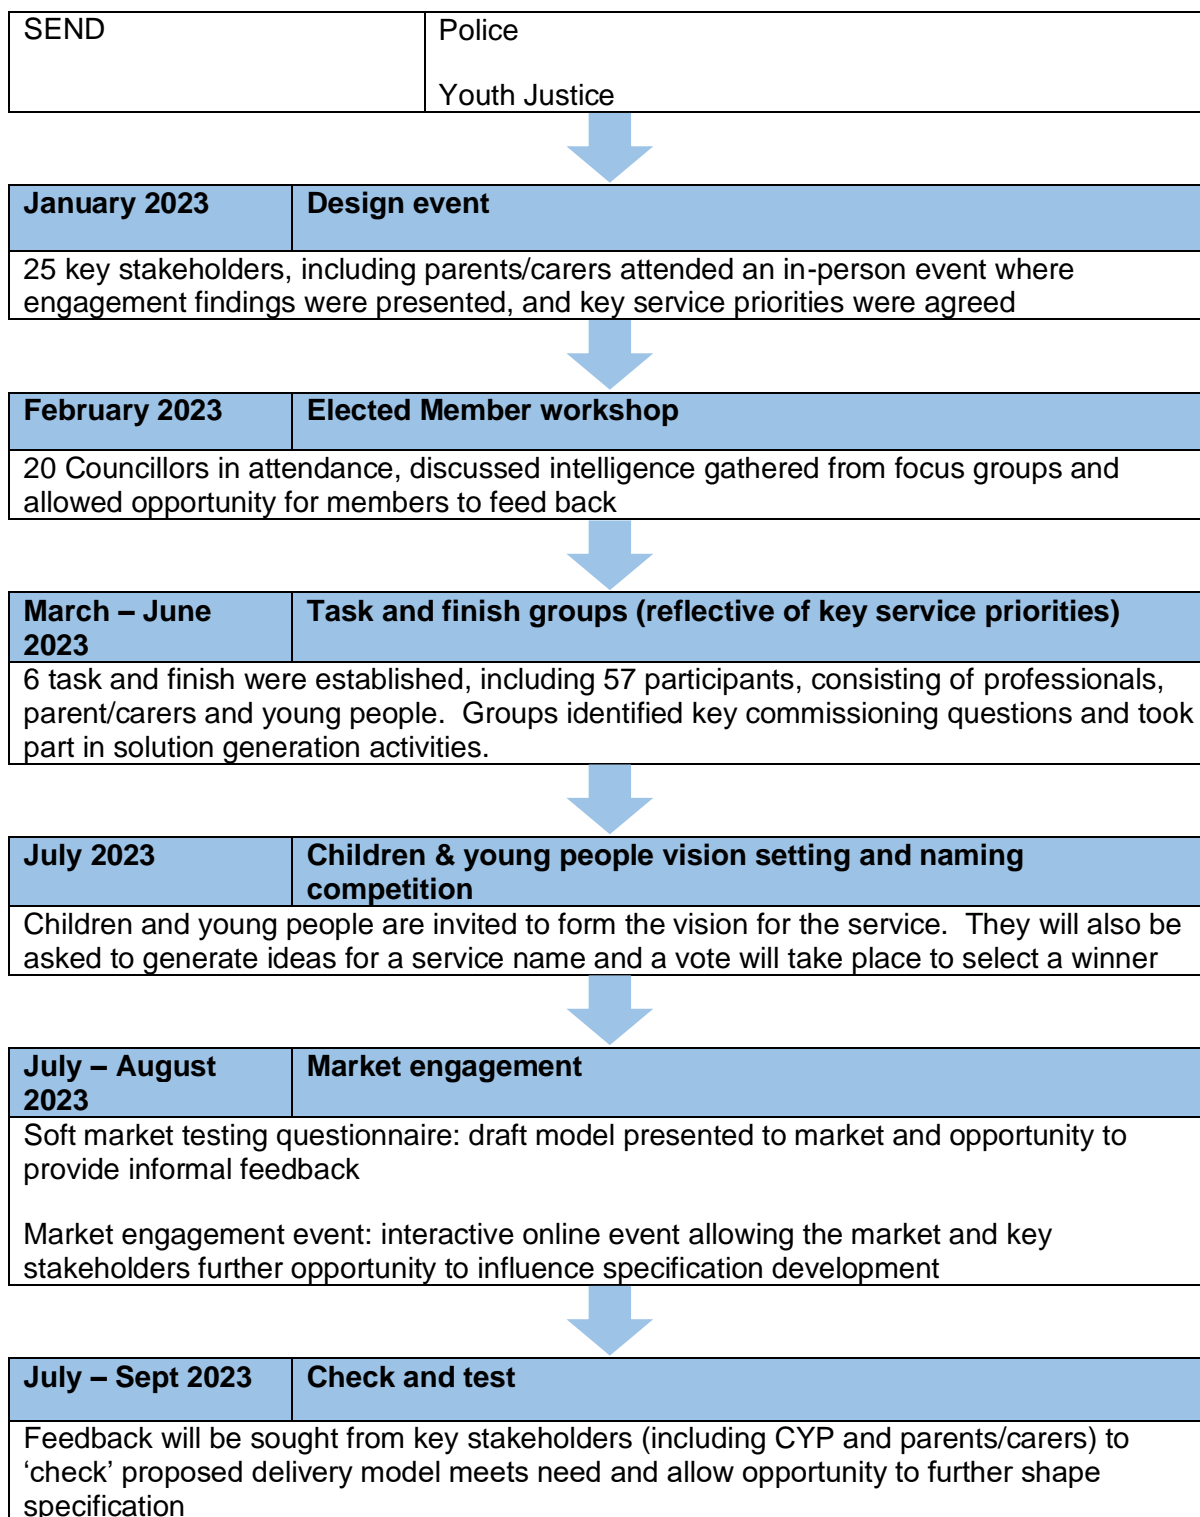 SEND
Police
Youth Justice
January 2023
Design event
25 key stakeholders, including parents/carers attended an in-person event where
engagement findings were presented, and key service priorities were agreed
February 2023
Elected Member workshop
20 Councillors in attendance, discussed intelligence gathered from focus groups and
allowed opportunity for members to feed back
March – June
2023
Task and finish groups (reflective of key service priorities)
6 task and finish were established, including 57 participants, consisting of professionals,
parent/carers and young people.  Groups identified key commissioning questions and took
part in solution generation activities.
July 2023
Children & young people vision setting and naming
competition
Children and young people are invited to form the vision for the service.  They will also be
asked to generate ideas for a service name and a vote will take place to select a winner
July – August
2023
Market engagement
Soft market testing questionnaire: draft model presented to market and opportunity to
provide informal feedback
Market engagement event: interactive online event allowing the market and key
stakeholders further opportunity to influence specification development
July – Sept 2023
Check and test
Feedback will be sought from key stakeholders (including CYP and parents/carers) to
‘check’ proposed delivery model meets need and allow opportunity to further shape
specification